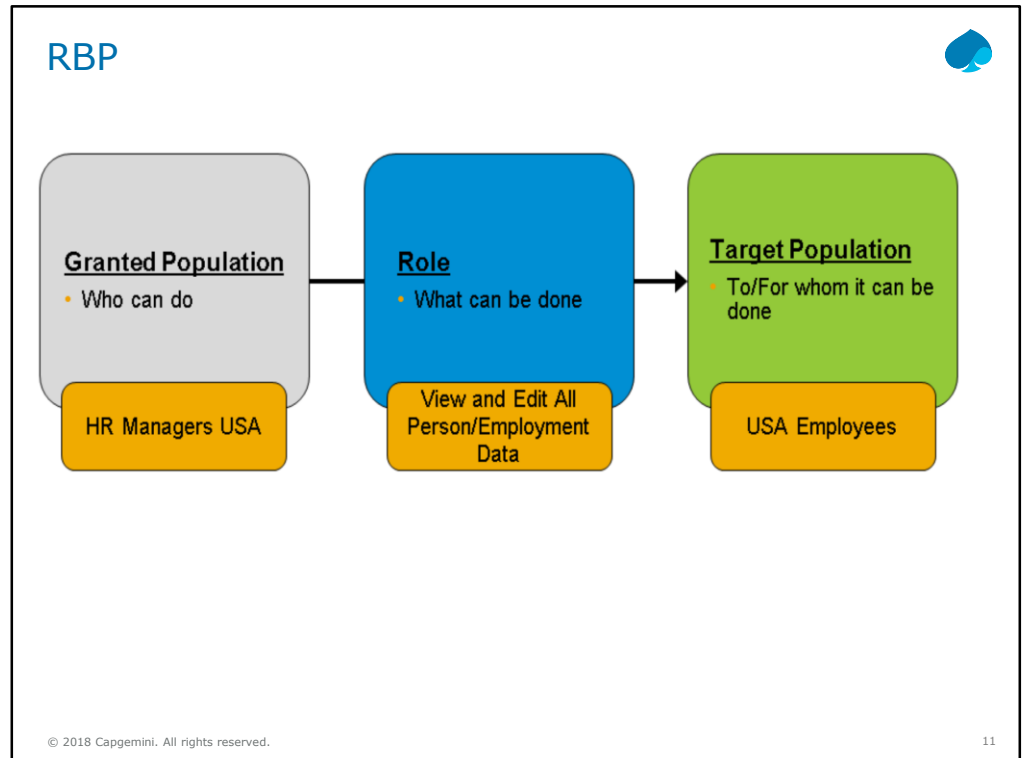 RBP
Granted Population
• Who can do
HR Managers USA
Role
• What can be done
View and Edit All
Person/Employment
Data
Target Population
• To/For whom it can be
done
USA Employees
© 2018 Capgemini. All rights reserved.
11